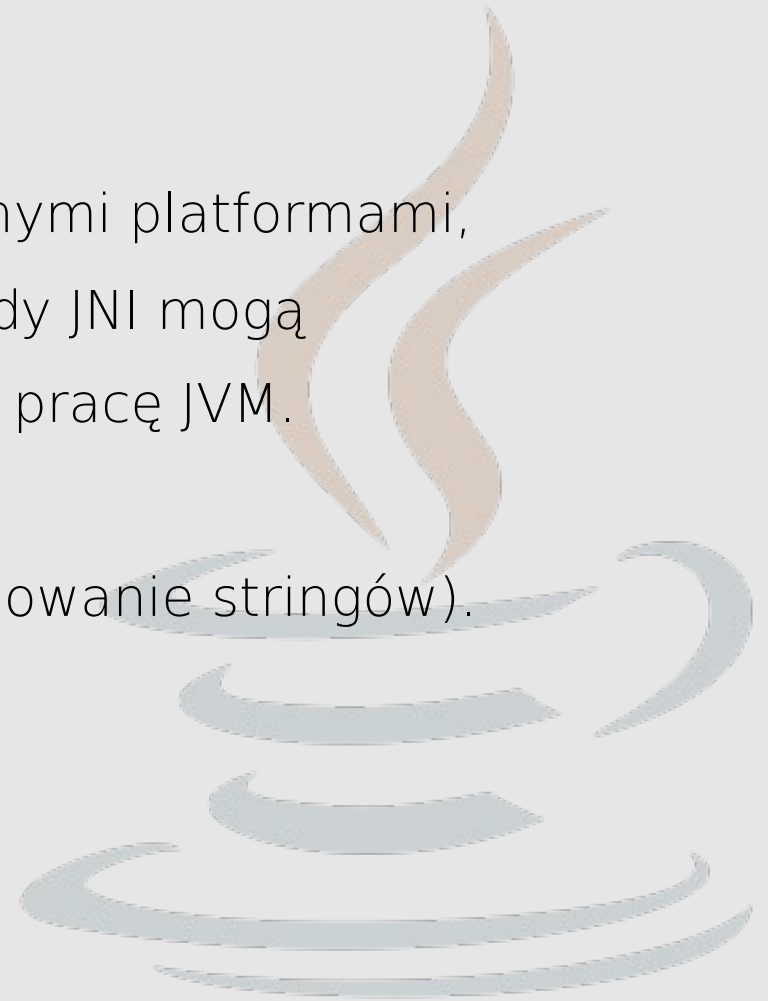 nymi platformami,
dy JNI mogą
pracę JVM.
owanie stringów).